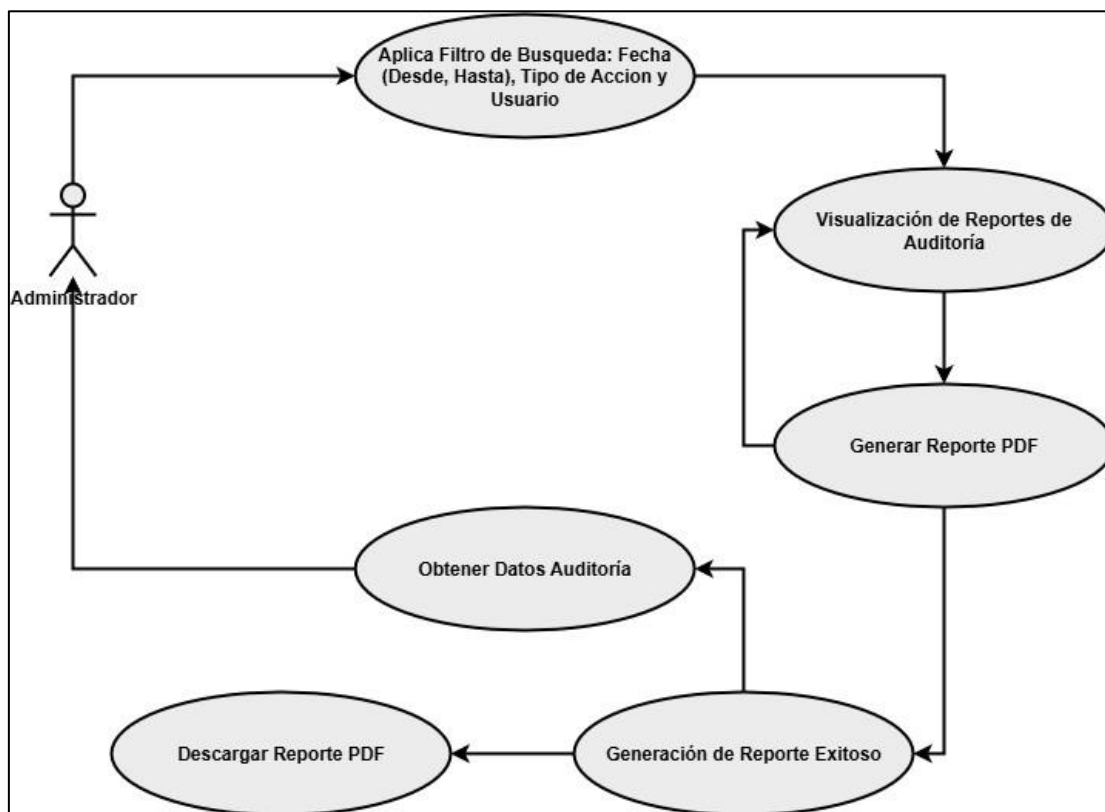 Aplica Filtro de Busqueda: Fecha
(Desde, Hasta), Tipo de Accion y
Usuario
Visualización de Reportes de
Auditoría
Administrador
Generar Reporte PDF
Obtener Datos Auditoría
Descargar Reporte PDF
Generación de Reporte Exitoso